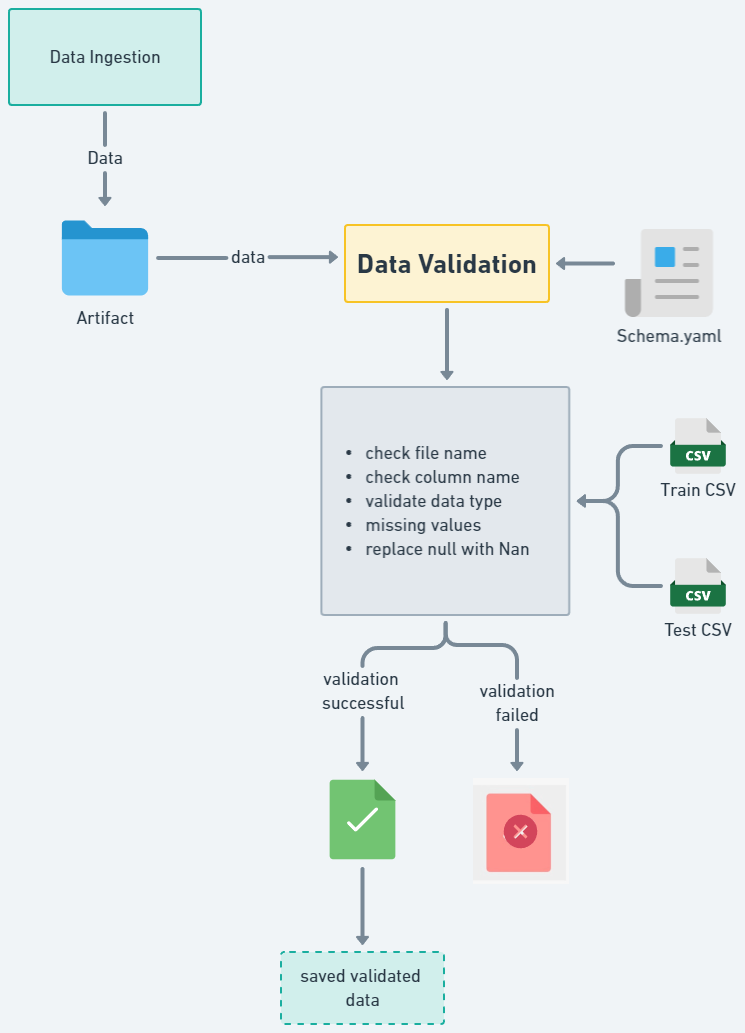 Data Ingestion
Data
Artifact
data
Data Validation
Schema.yaml
• check file name
• check column name
• validate data type
• missing values
• replace null with Nan
CSV
Train CSV
CSV
Test CSV
validation
successful
validation
failed
saved validated
data